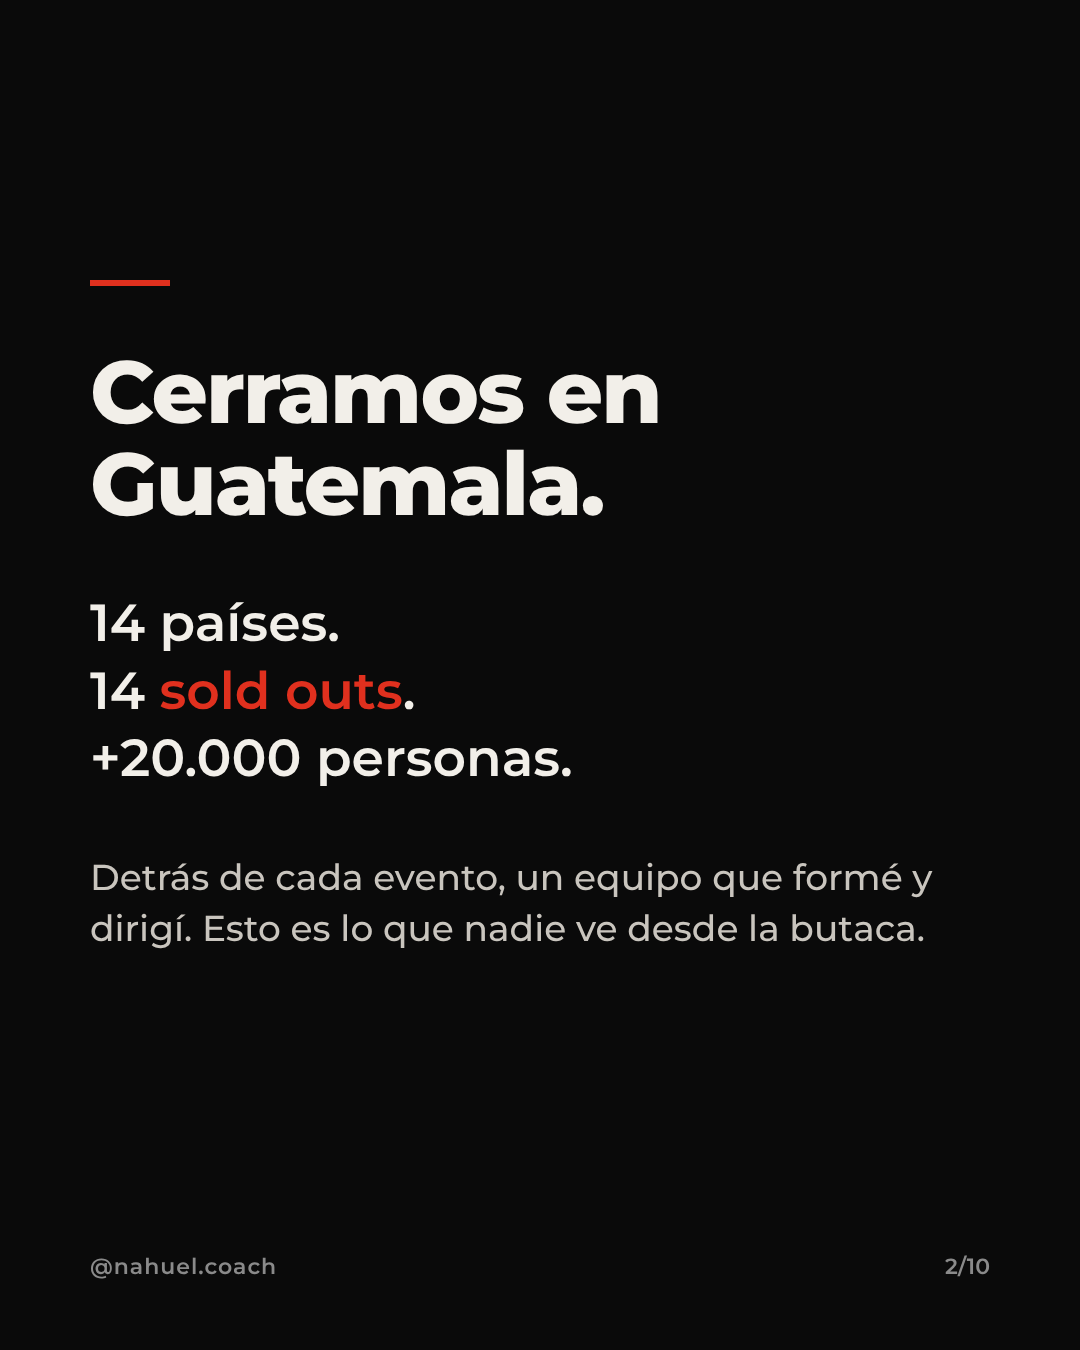 Cerramos en
Guatemala.
14 países.
14 sold outs.
+20.000 personas.
Detrás de cada evento, un equipo que formé y
dirigí. Esto es lo que nadie ve desde la butaca.
@nahuel.coach
2/10